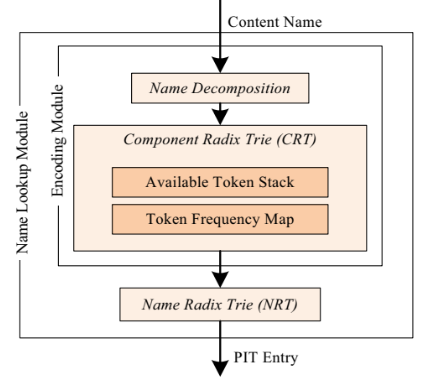 Content Name
Name Lookup Module
Encoding Module
Name Decomposition
Component Radix Trie (CRT)
Available Token Stack
Token Frequency Map
Name Radix Trie (NRT)
PIT Entry